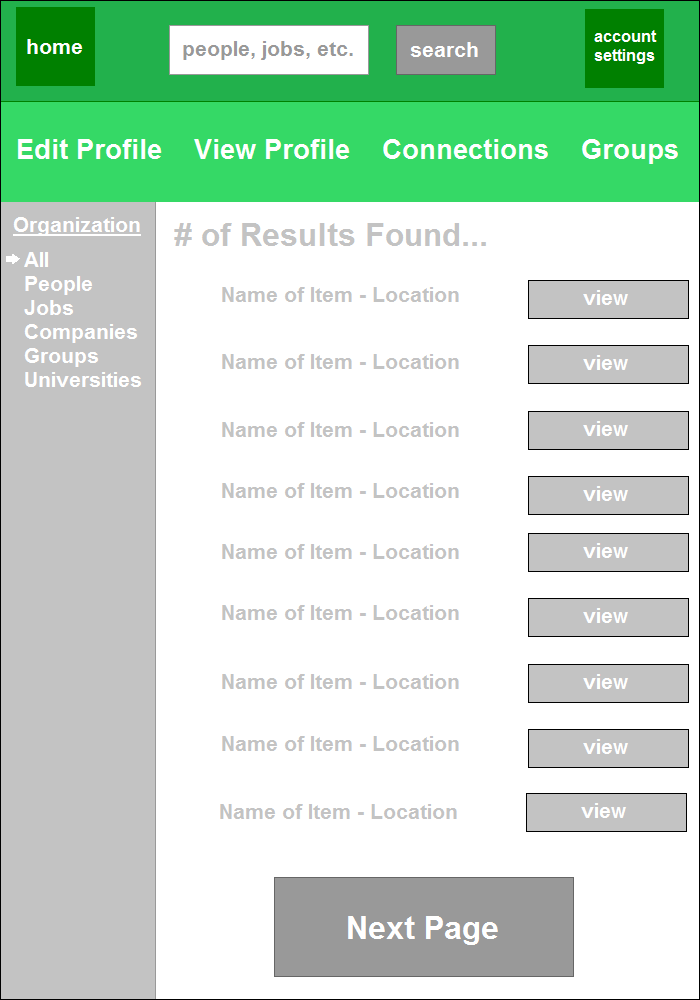 home
people, jobs, etc.
search
account
settings
Edit Profile
View Profile
Connections
Groups
Organization
All
People
Jobs
Companies
Groups
Universities
# of Results Found...
Name of Item - Location
view
Name of Item - Location
view
Name of Item - Location
view
Name of Item - Location
view
Name of Item - Location
view
Name of Item - Location
view
Name of Item - Location
view
Name of Item - Location
view
Name of Item - Location
view
Next Page